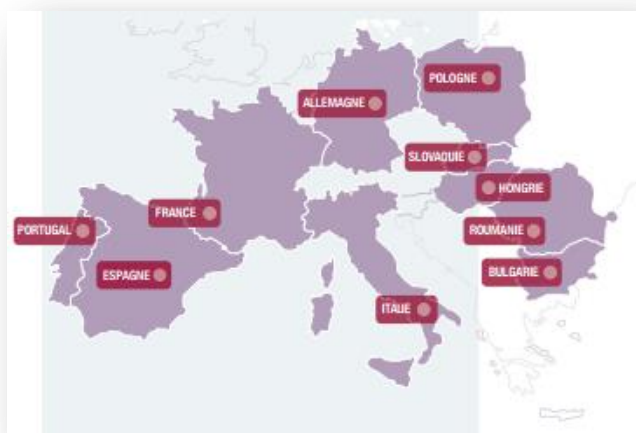 POLOGNE
ALLEMAGNE
SLOVAQUIE
HONGRIE
FRANCE
PORTUGAL
ROUMANIE
ESPAGNE
BULGARIE
ITALIE